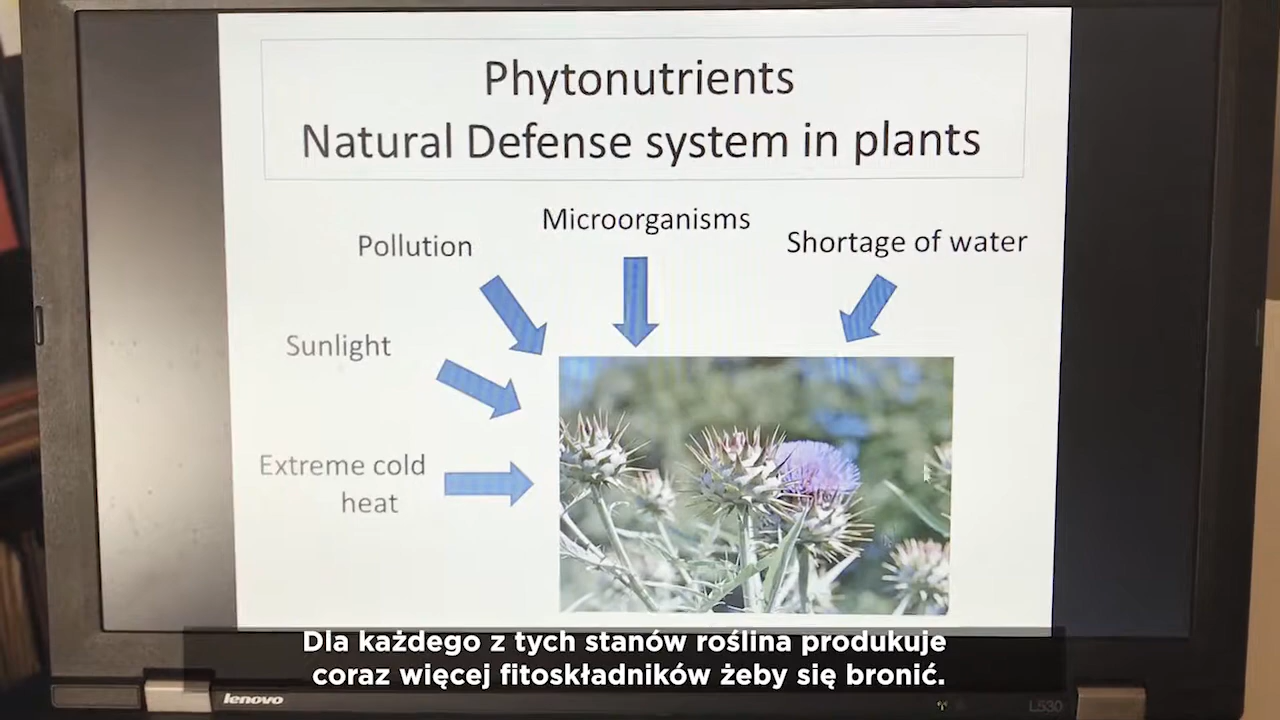 Phytonutrients
Natural Defense system in plants
Microorganisms
Pollution
Shortage of water
Sunlight
Extreme cold
heat
Dla każdego z tych stanów roślina produkuje
coraz więcej fitoskładników żeby się bronić.
lenovo
L530